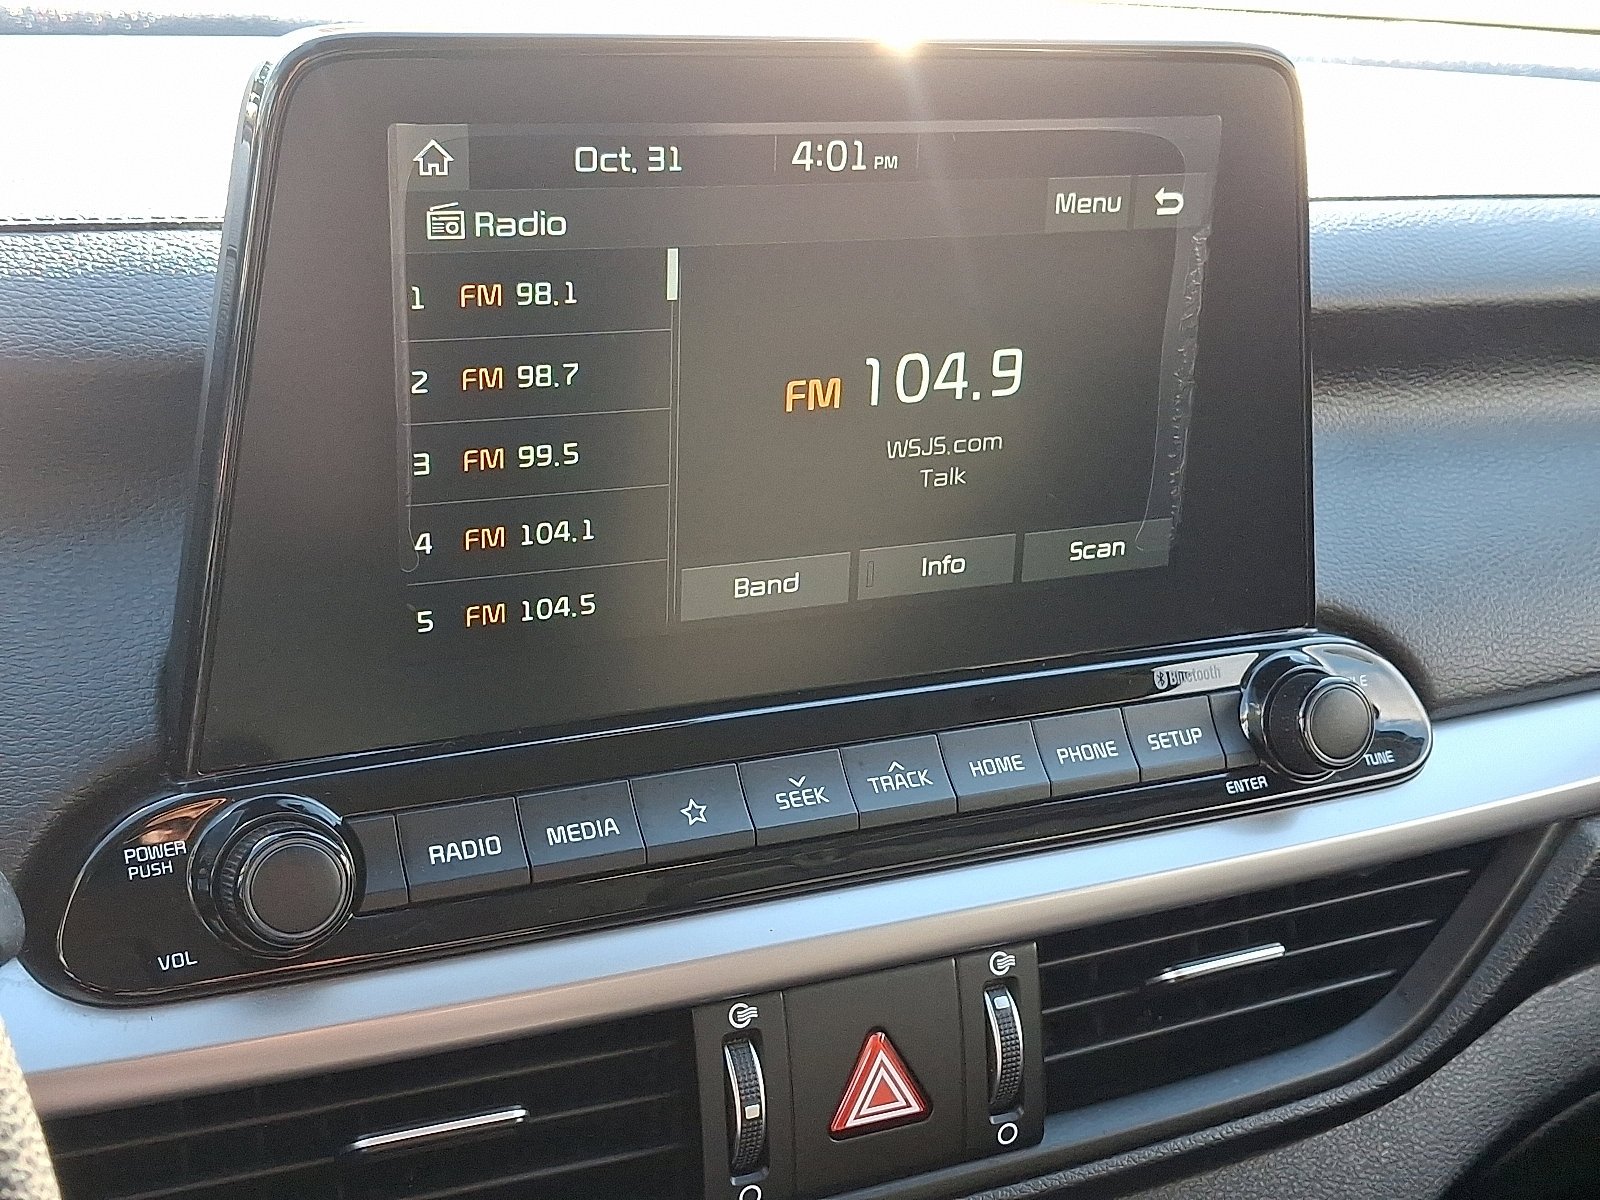 Oct. 31 4:01 PM
Radio Menu
1 FM 98.1
2 FM 98.7
3 FM 99.5
4 FM 104.1
5 FM 104.5
FM 104.9
WSJS.com
Talk
Band Info Scan
Bluetooth
POWER
PUSH
VOL
RADIO MEDIA SEEK TRACK HOME PHONE SETUP
ENTER
TUNE